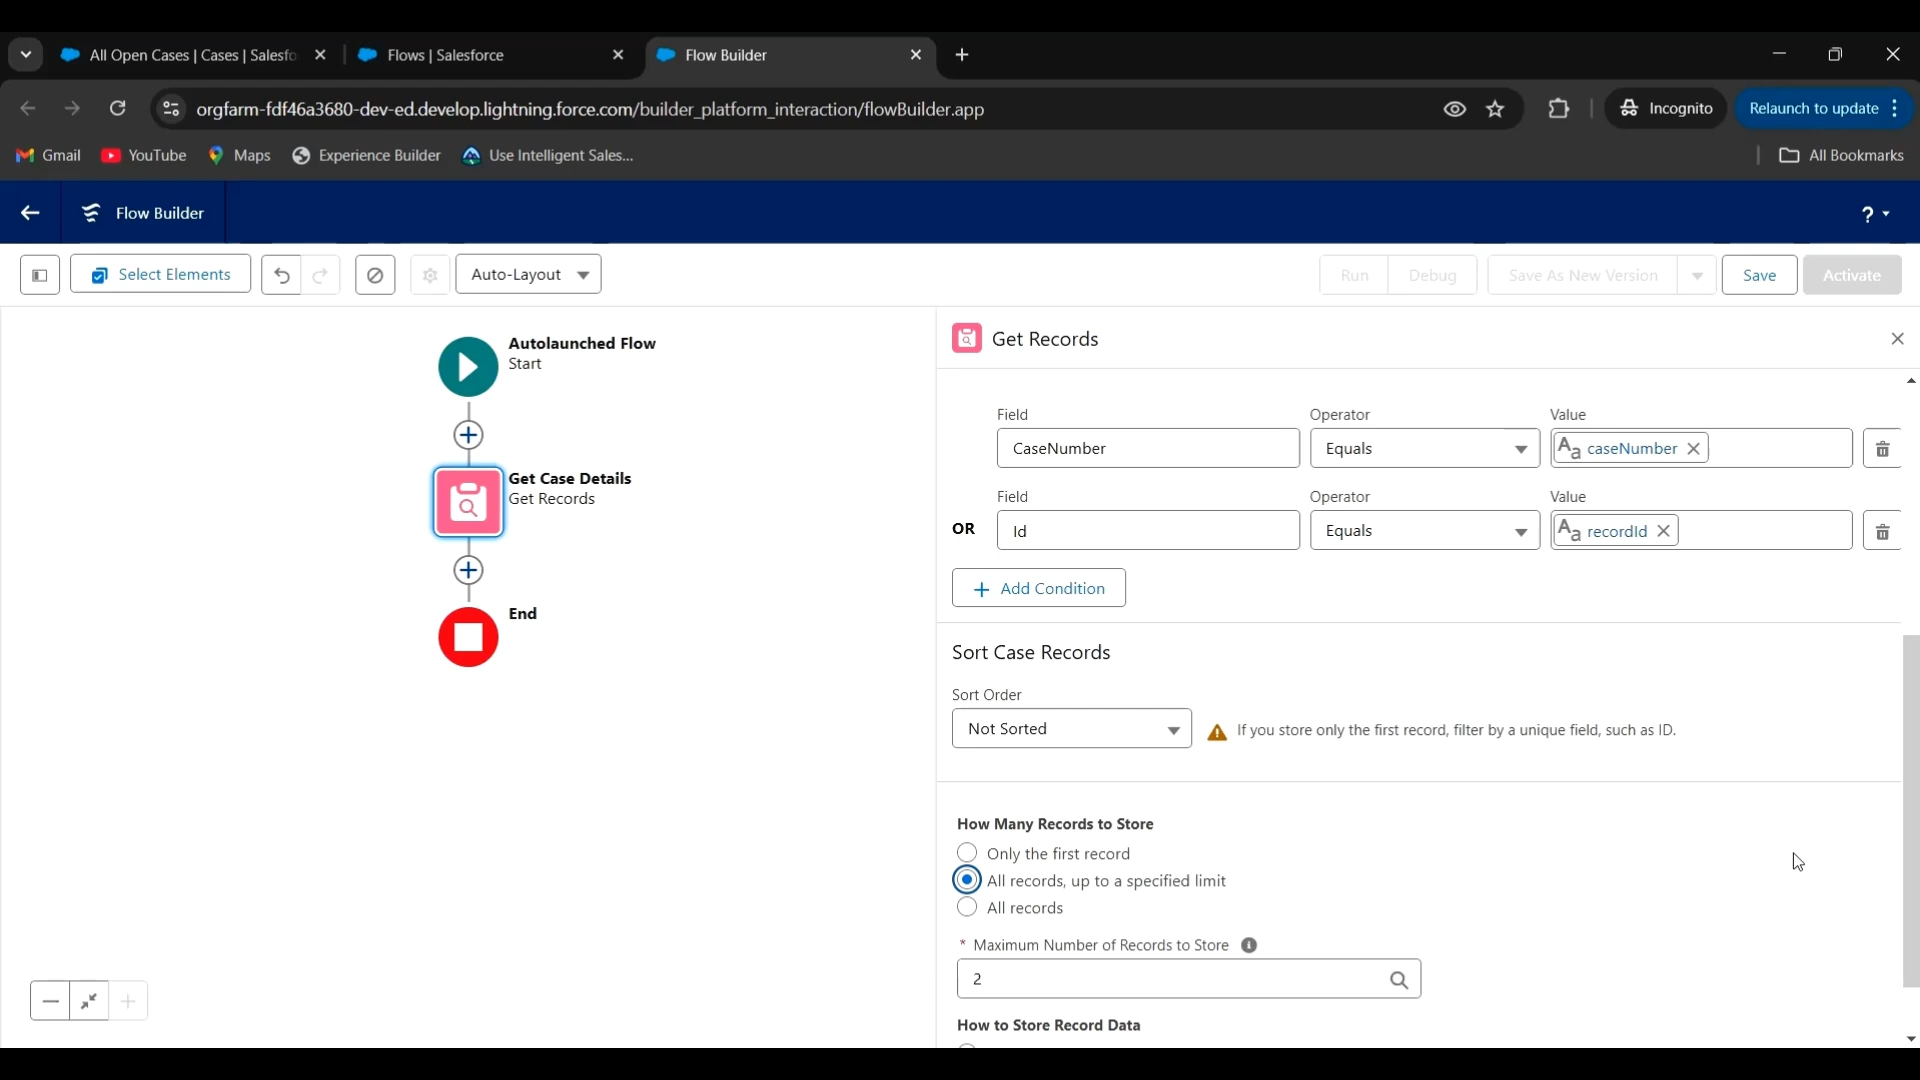 All Open Cases | Cases | Salesfo
Flows | Salesforce
Flow Builder
orgfarm-fdf46a3680-dev-ed.develop.lightning.force.com/builder_platform_interaction/flowBuilder.app
Incognito
Relaunch to update
Gmail
YouTube
Maps
Experience Builder
Use Intelligent Sales...
All Bookmarks
Flow Builder
?
Select Elements
Auto-Layout
Run
Debug
Save As New Version
Save
Activate
Autolaunched Flow
Start
Get Case Details
Get Records
End
Get Records
Field Operator Value
CaseNumber Equals Aa caseNumber
Field Operator Value
OR Id Equals Aa recordId
Add Condition
Sort Case Records
Sort Order
Not Sorted
If you store only the first record, filter by a unique field, such as ID.
How Many Records to Store
Only the first record
All records, up to a specified limit
All records
* Maximum Number of Records to Store
2
How to Store Record Data